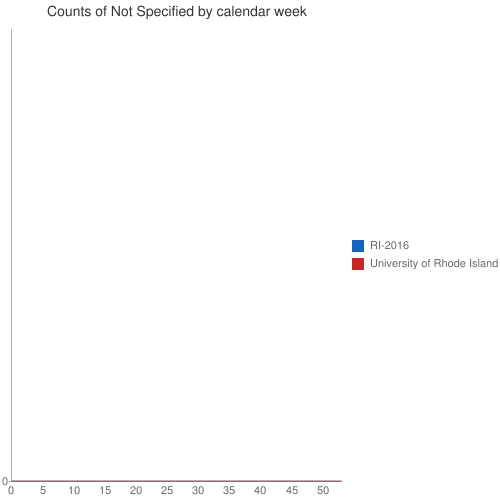 Counts of Not Specified by calendar week
RI-2016
University of Rhode Island
0
0 5 10 15 20 25 30 35 40 45 50